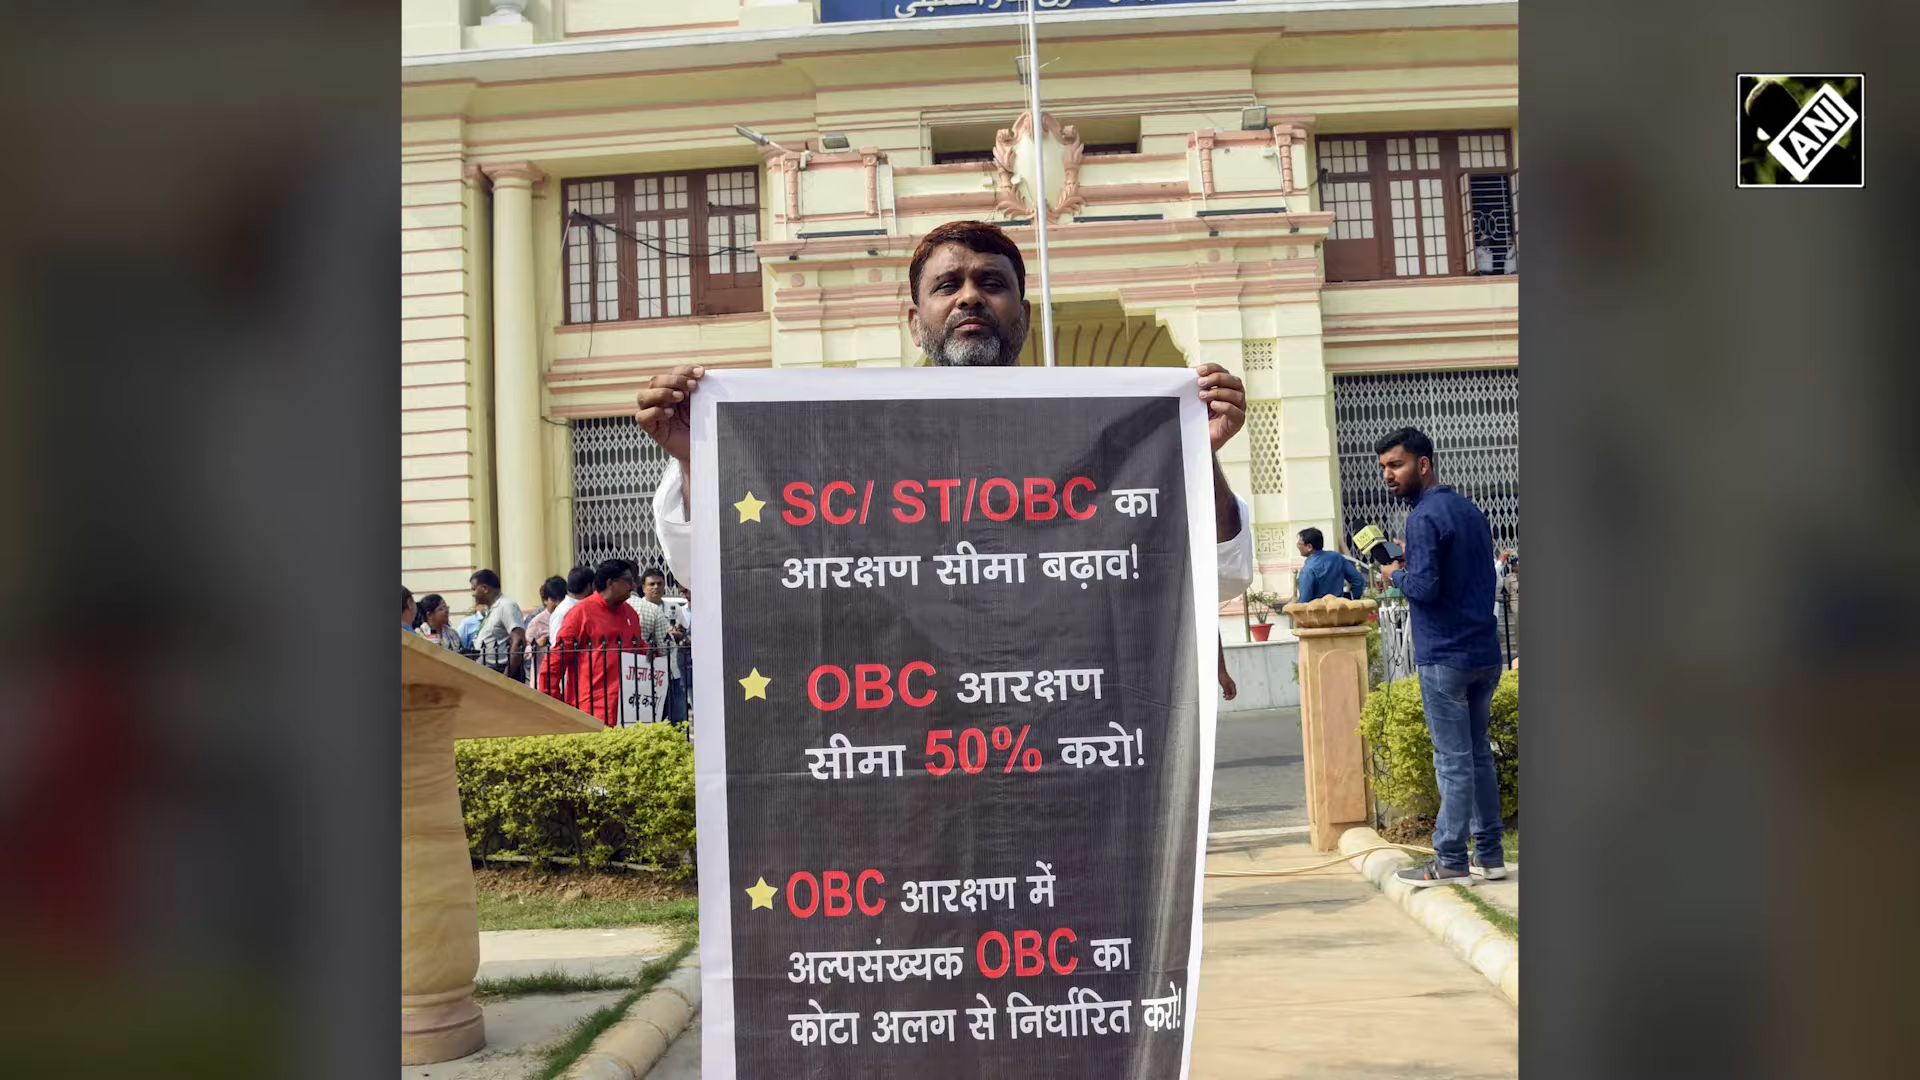 ANI
SC/ ST/OBC का
आरक्षण सीमा बढ़ाव!
OBC आरक्षण
सीमा 50% करो!
OBC आरक्षण में
अल्पसंख्यक OBC का
कोटा अलग से निर्धारित करो!